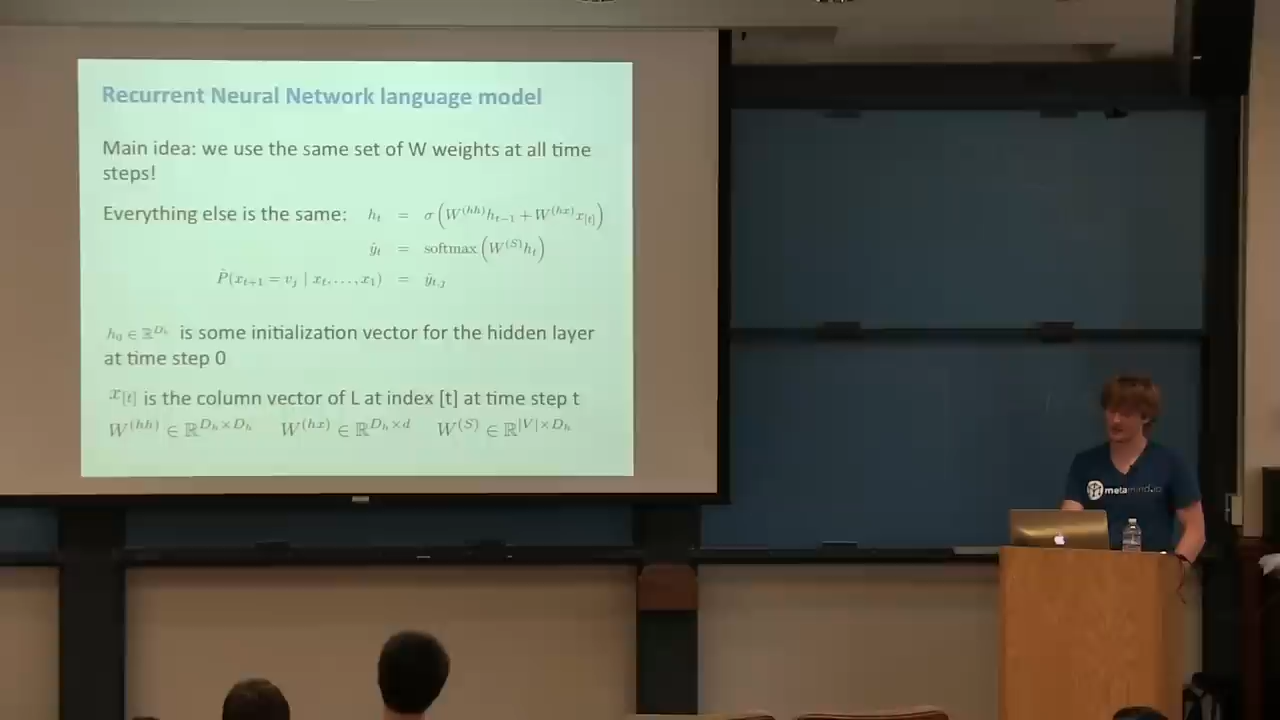 Recurrent Neural Network language model
Main idea: we use the same set of W weights at all time
steps!
Everything else is the same: h_t = σ(W^(hh) h_{t−1} + W^(hx) x_[t])
ŷ_t = softmax(W^(S) h_t)
P̂(x_{t+1} = v_j | x_t, . . . , x_1) = ŷ_{t,j}
h_0 ∈ ℝ^{D_h} is some initialization vector for the hidden layer
at time step 0
x_[t] is the column vector of L at index [t] at time step t
W^(hh) ∈ ℝ^{D_h × D_h} W^(hx) ∈ ℝ^{D_h × d} W^(S) ∈ ℝ^{|V| × D_h}
metamind.io